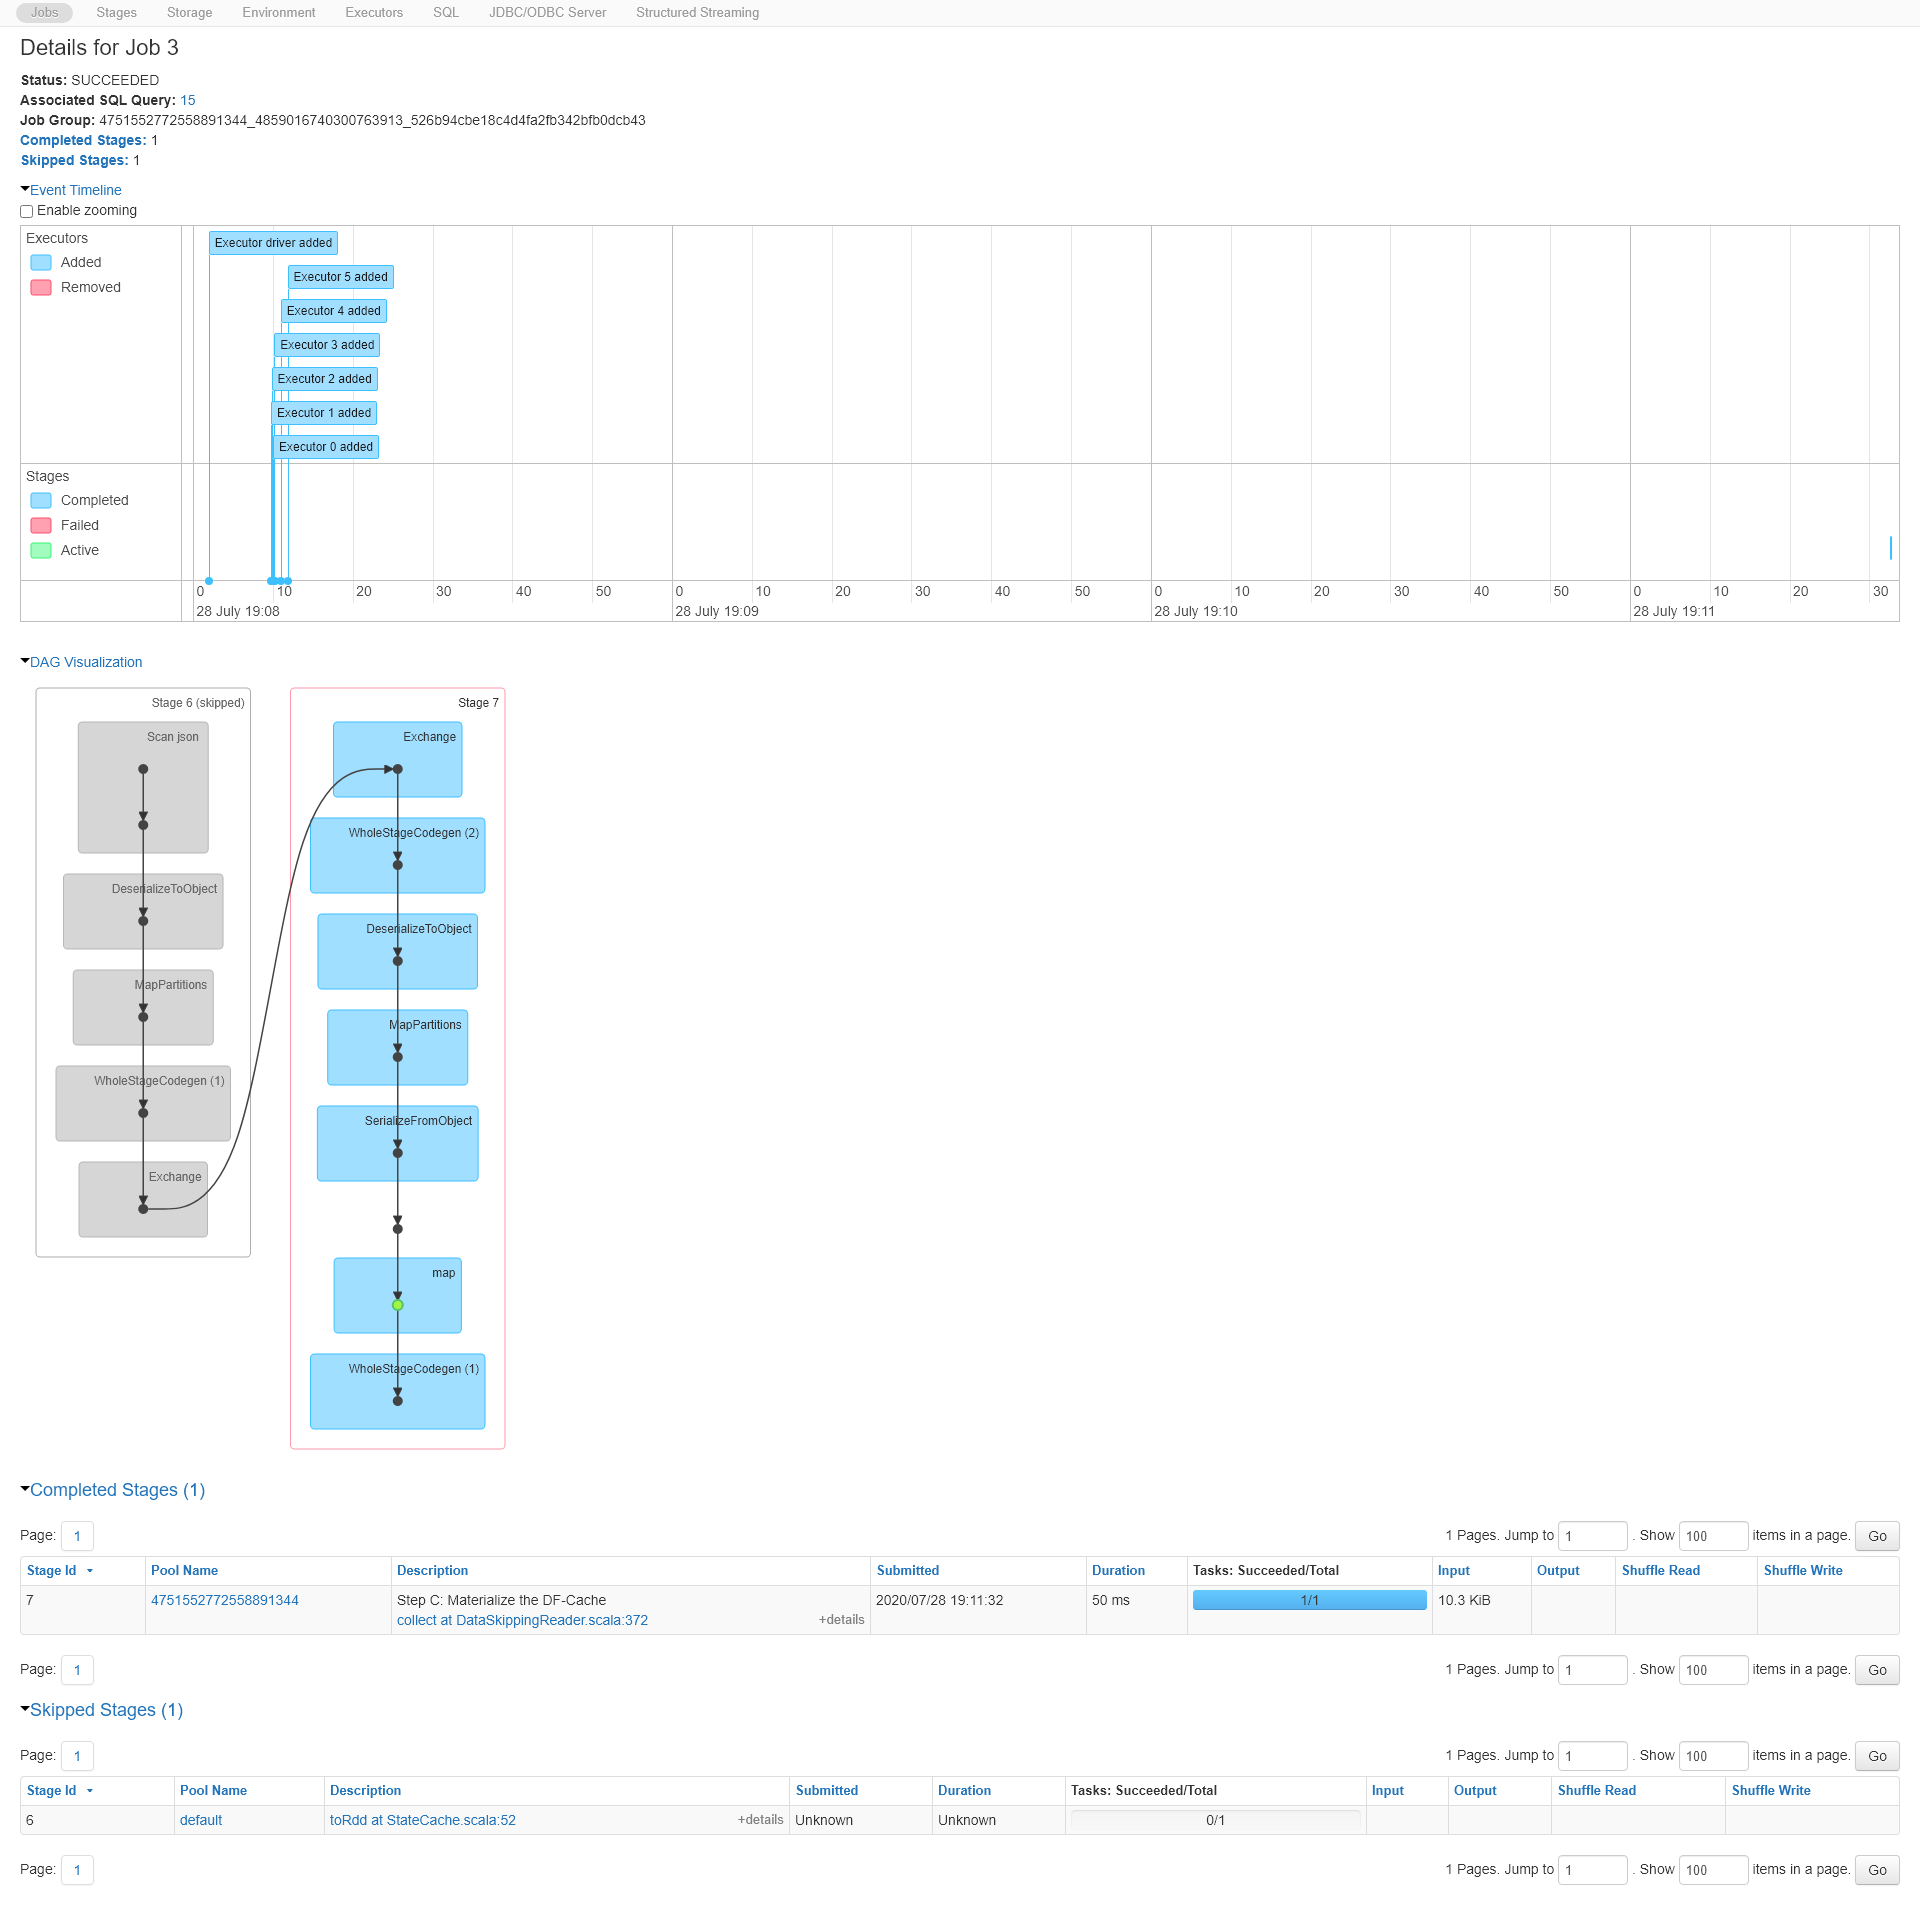 Jobs Stages Storage Environment Executors SQL JDBC/ODBC Server Structured Streaming
Details for Job 3
Status: SUCCEEDED
Associated SQL Query: 15
Job Group: 4751552772558891344_4859016740300763913_526b94cbe18c4d4fa2fb342bfb0dcb43
Completed Stages: 1
Skipped Stages: 1
Event Timeline
Enable zooming
Executors
Added
Removed
Executor driver added
Executor 5 added
Executor 4 added
Executor 3 added
Executor 2 added
Executor 1 added
Executor 0 added
Stages
Completed
Failed
Active
0 10 20 30 40 50 0 10 20 30 40 50 0 10 20 30 40 50 0 10 20 30
28 July 19:08 28 July 19:09 28 July 19:10 28 July 19:11
DAG Visualization
Stage 6 (skipped)
Scan json
DeserializeToObject
MapPartitions
WholeStageCodegen (1)
Exchange
Stage 7
Exchange
WholeStageCodegen (2)
DeserializeToObject
MapPartitions
SerializeFromObject
map
WholeStageCodegen (1)
Completed Stages (1)
Page: 1 1 Pages. Jump to 1 . Show 100 items in a page. Go
Stage Id Pool Name Description Submitted Duration Tasks: Succeeded/Total Input Output Shuffle Read Shuffle Write
7 4751552772558891344 Step C: Materialize the DF-Cache 2020/07/28 19:11:32 50 ms 1/1 10.3 KiB
collect at DataSkippingReader.scala:372 +details
Page: 1 1 Pages. Jump to 1 . Show 100 items in a page. Go
Skipped Stages (1)
Page: 1 1 Pages. Jump to 1 . Show 100 items in a page. Go
Stage Id Pool Name Description Submitted Duration Tasks: Succeeded/Total Input Output Shuffle Read Shuffle Write
6 default toRdd at StateCache.scala:52 +details Unknown Unknown 0/1
Page: 1 1 Pages. Jump to 1 . Show 100 items in a page. Go